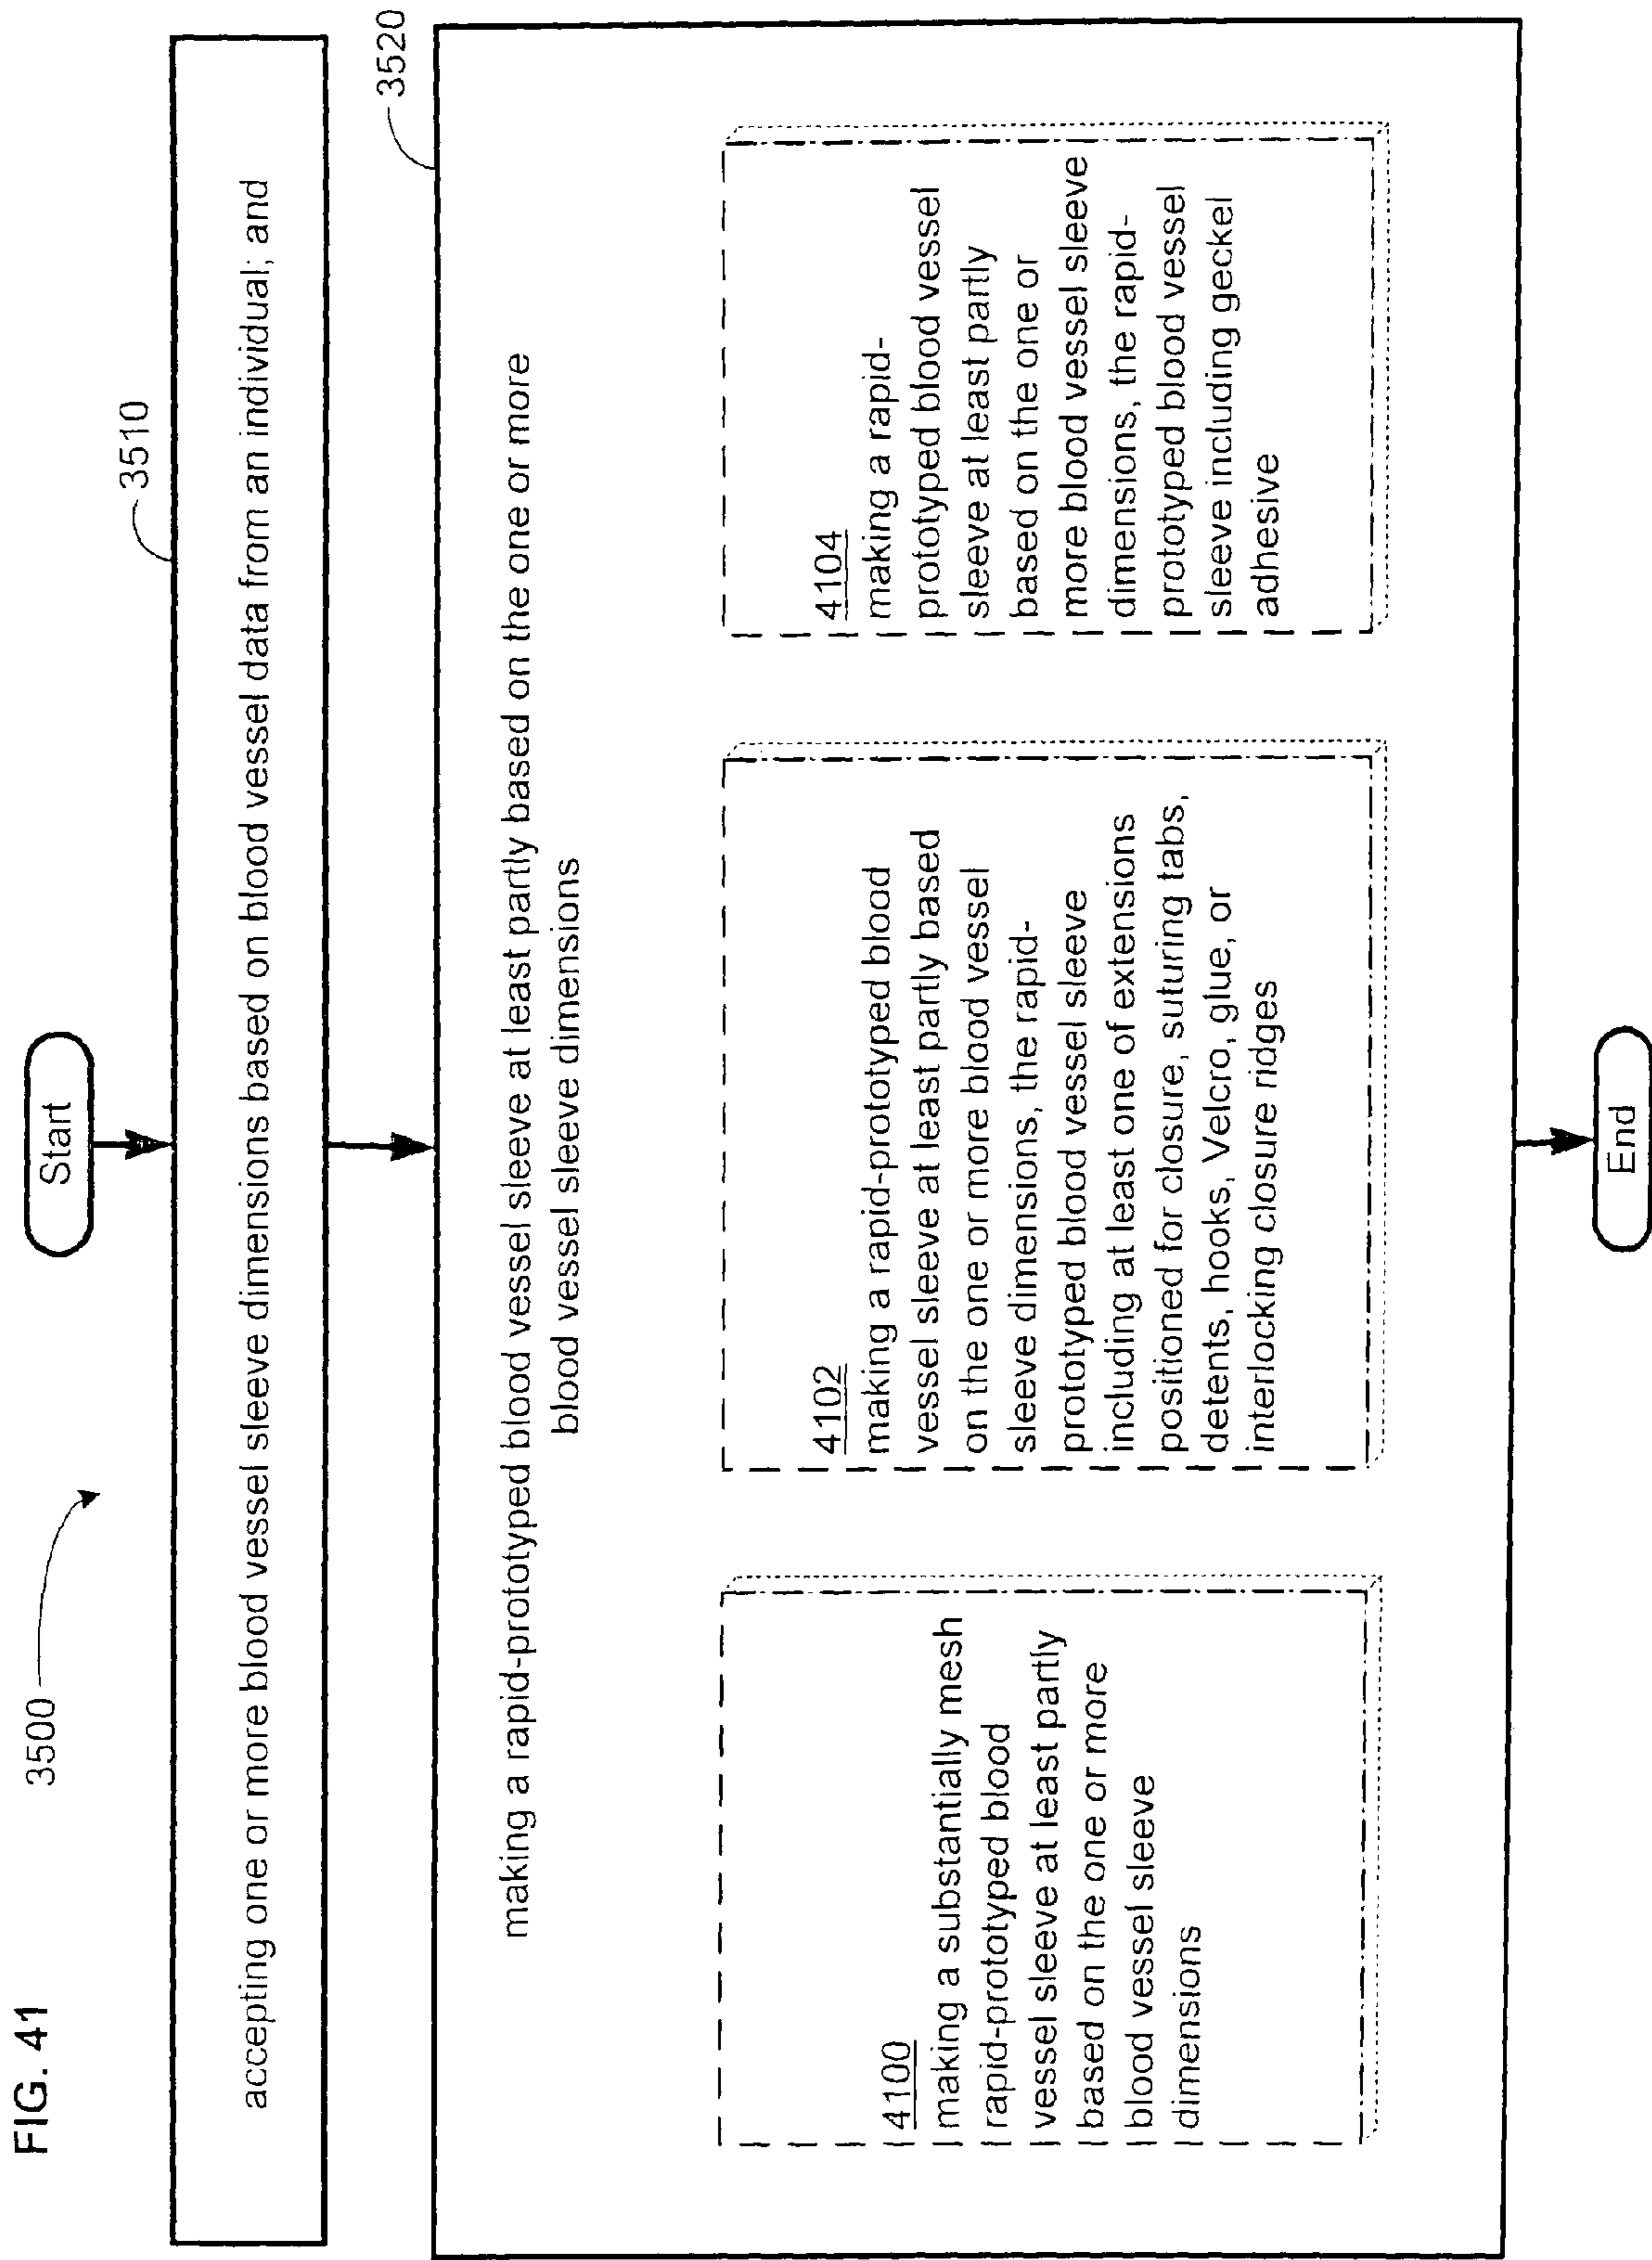 FIG. 41
3500
Start
3510
accepting one or more blood vessel sleeve dimensions based on blood vessel data from an individual; and
3520
making a rapid-prototyped blood vessel sleeve at least partly based on the one or more
blood vessel sleeve dimensions
4100
making a substantially mesh
rapid-prototyped blood
vessel sleeve at least partly
based on the one or more
blood vessel sleeve
dimensions
4102
making a rapid-prototyped blood
vessel sleeve at least partly based
on the one or more blood vessel
sleeve dimensions, the rapid-
prototyped blood vessel sleeve
including at least one of extensions
positioned for closure, suturing tabs,
detents, hooks, Velcro, glue, or
interlocking closure ridges
4104
making a rapid-
prototyped blood vessel
sleeve at least partly
based on the one or
more blood vessel sleeve
dimensions, the rapid-
prototyped blood vessel
sleeve including geckel
adhesive
End